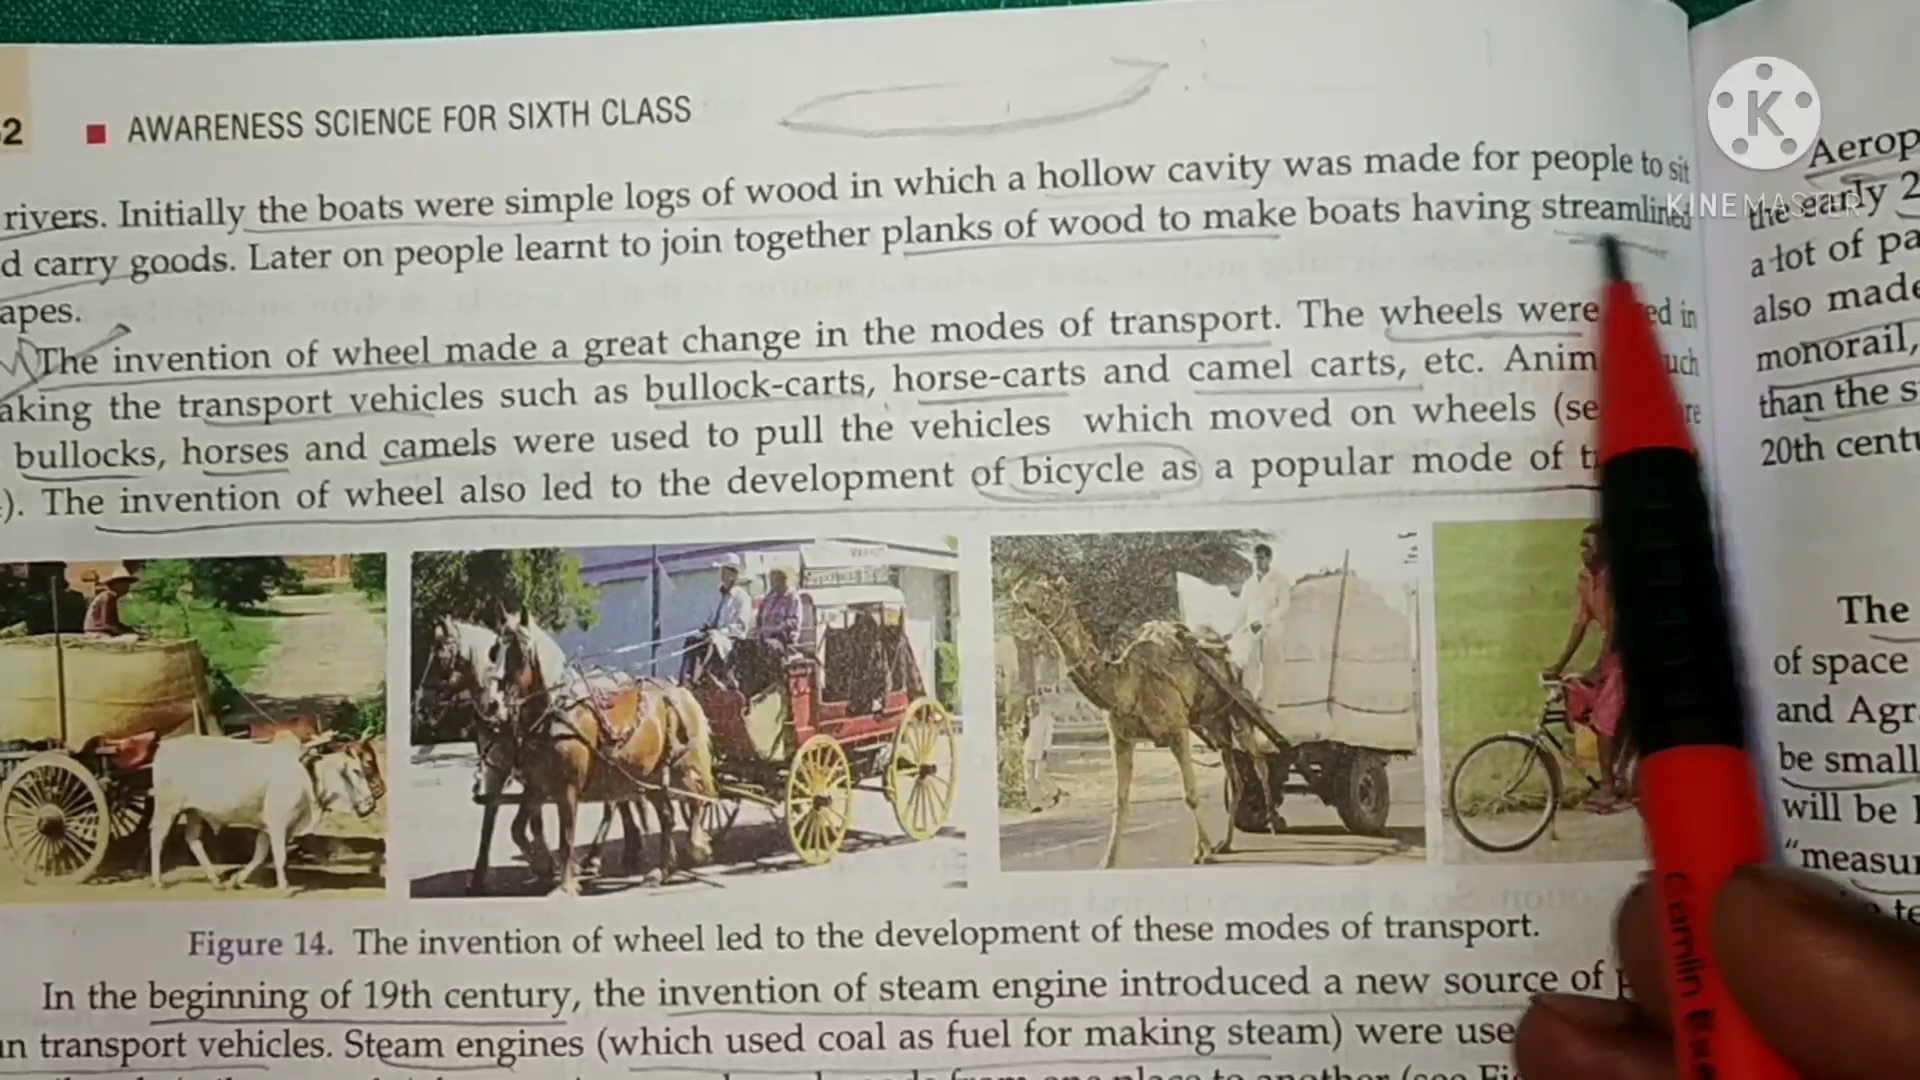 2 ■ AWARENESS SCIENCE FOR SIXTH CLASS
rivers. Initially the boats were simple logs of wood in which a hollow cavity was made for people to sit
d carry goods. Later on people learnt to join together planks of wood to make boats having streamlined
apes.
The invention of wheel made a great change in the modes of transport. The wheels were ed in
aking the transport vehicles such as bullock-carts, horse-carts and camel carts, etc. Anim uch
bullocks, horses and camels were used to pull the vehicles which moved on wheels (se re
). The invention of wheel also led to the development of bicycle as a popular mode of t
Figure 14. The invention of wheel led to the development of these modes of transport.
In the beginning of 19th century, the invention of steam engine introduced a new source of
n transport vehicles. Steam engines (which used coal as fuel for making steam) were use
Aerop
the early 2
a lot of pa
also made
monorail,
than the s
20th centu
The
of space
and Agr
be small
will be
"measu
te
K
KINEMASTER
Camlin